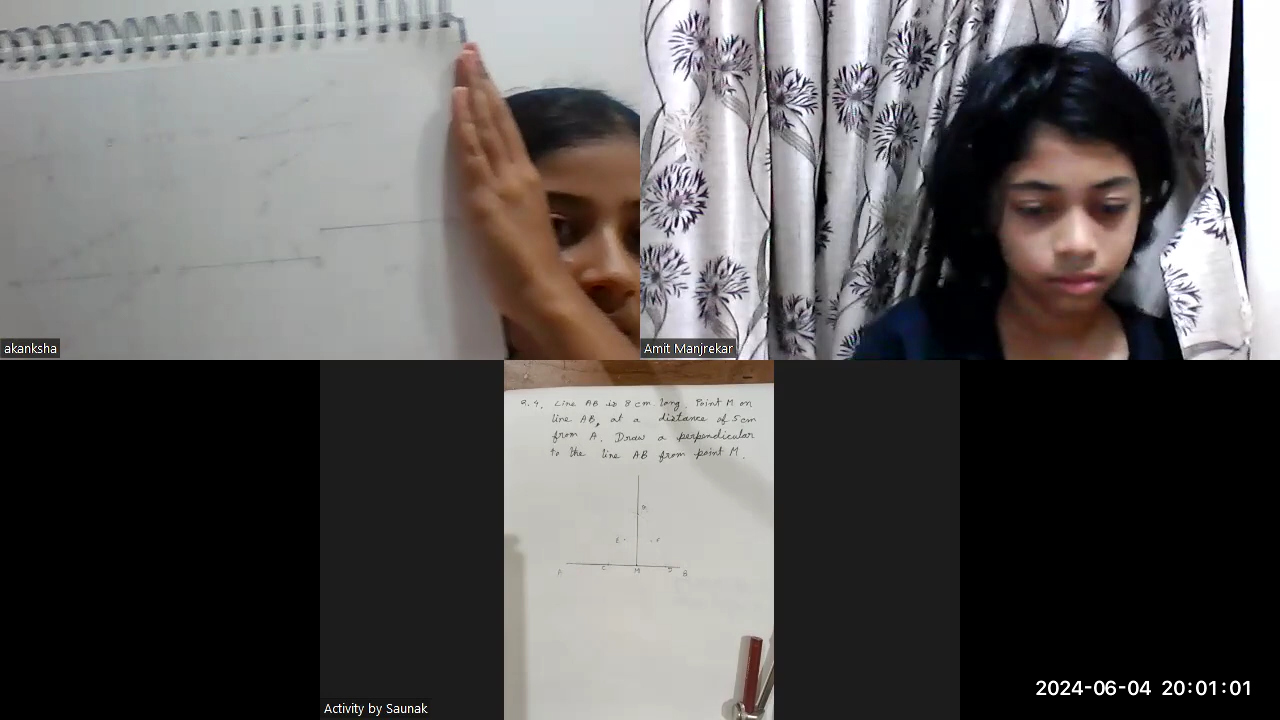 akanksha
Amit Manjrekar
Q.4. Line AB is 8 cm long. Point M on
line AB, at a distance of 5 cm
from A. Draw a perpendicular
to the line AB from point M.
E F
A C M D B
Activity by Saunak
2024-06-04 20:01:01